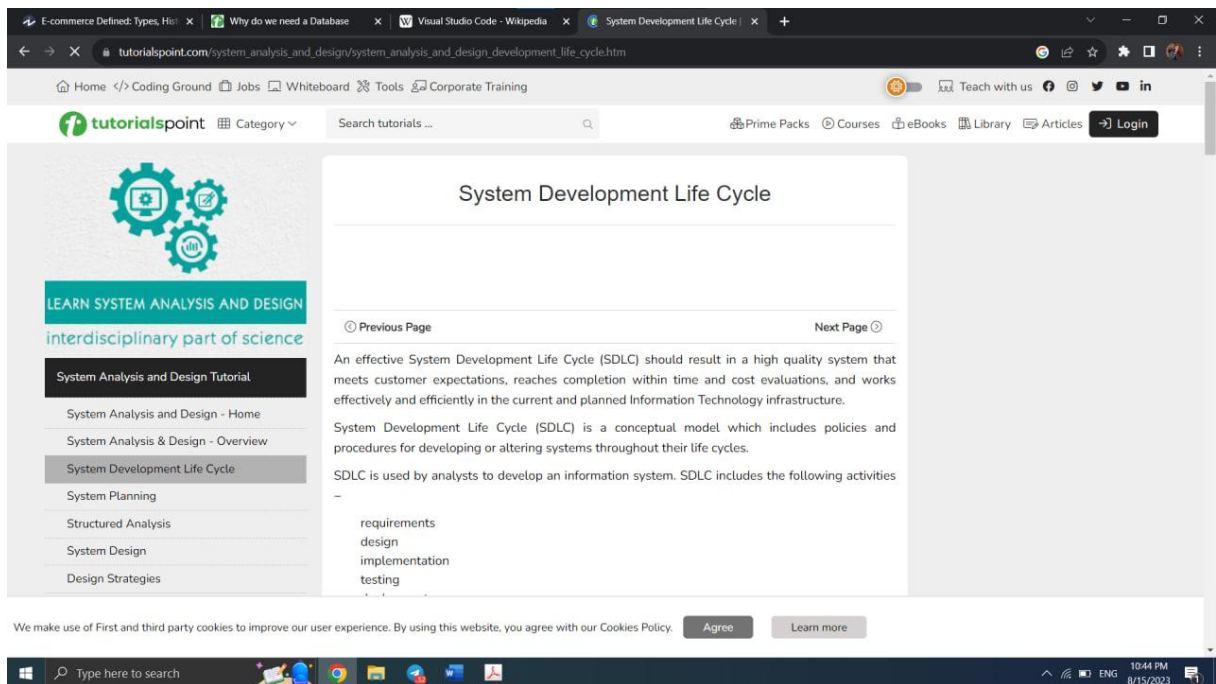 E-commerce Defined: Types, Hist
Why do we need a Database
Visual Studio Code - Wikipedia
System Development Life Cycle |
tutorialspoint.com/system_analysis_and_design/system_analysis_and_design_development_life_cycle.htm
Home </> Coding Ground Jobs Whiteboard Tools Corporate Training
Teach with us
tutorialspoint Category
Search tutorials ...
Prime Packs Courses eBooks Library Articles Login
System Development Life Cycle
LEARN SYSTEM ANALYSIS AND DESIGN
interdisciplinary part of science
System Analysis and Design Tutorial
System Analysis and Design - Home
System Analysis & Design - Overview
System Development Life Cycle
System Planning
Structured Analysis
System Design
Design Strategies
Previous Page
Next Page
An effective System Development Life Cycle (SDLC) should result in a high quality system that
meets customer expectations, reaches completion within time and cost evaluations, and works
effectively and efficiently in the current and planned Information Technology infrastructure.
System Development Life Cycle (SDLC) is a conceptual model which includes policies and
procedures for developing or altering systems throughout their life cycles.
SDLC is used by analysts to develop an information system. SDLC includes the following activities
–
requirements
design
implementation
testing
We make use of First and third party cookies to improve our user experience. By using this website, you agree with our Cookies Policy.
Agree
Learn more
Type here to search
ENG
10:44 PM
8/15/2023